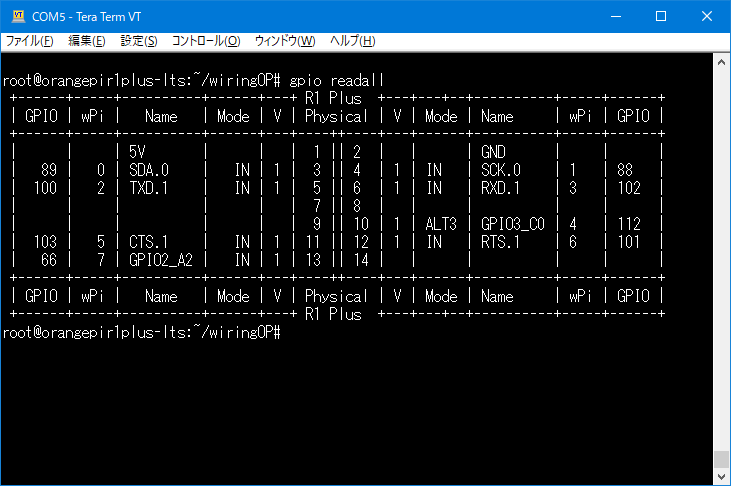 COM5 - Tera Term VT
ファイル(F) 編集(E) 設定(S) コントロール(O) ウィンドウ(W) ヘルプ(H)
root@orangepir1plus-lts:~/wiringOP# gpio readall
+------+-----+----------+------+---+ R1 Plus  +---+---+--+----------+-----+------+
| GPIO | wPi |   Name   | Mode | V | Physical | V | Mode | Name     | wPi | GPIO |
+------+-----+----------+------+---+----++----+---+------+----------+-----+------+
|      |     | 5V       |      |   |  1 || 2  |   |      | GND      |     |      |
|   89 |   0 | SDA.0    |   IN | 1 |  3 || 4  | 1 | IN   | SCK.0    | 1   | 88   |
|  100 |   2 | TXD.1    |   IN | 1 |  5 || 6  | 1 | IN   | RXD.1    | 3   | 102  |
|      |     |          |      |   |  7 || 8  |   |      |          |     |      |
|      |     |          |      |   |  9 || 10 | 1 | ALT3 | GPIO3_C0 | 4   | 112  |
|  103 |   5 | CTS.1    |   IN | 1 | 11 || 12 | 1 | IN   | RTS.1    | 6   | 101  |
|   66 |   7 | GPIO2_A2 |   IN | 1 | 13 || 14 |   |      |          |     |      |
+------+-----+----------+------+---+----++----+---+------+----------+-----+------+
| GPIO | wPi |   Name   | Mode | V | Physical | V | Mode | Name     | wPi | GPIO |
+------+-----+----------+------+---+ R1 Plus  +---+---+--+----------+-----+------+
root@orangepir1plus-lts:~/wiringOP#